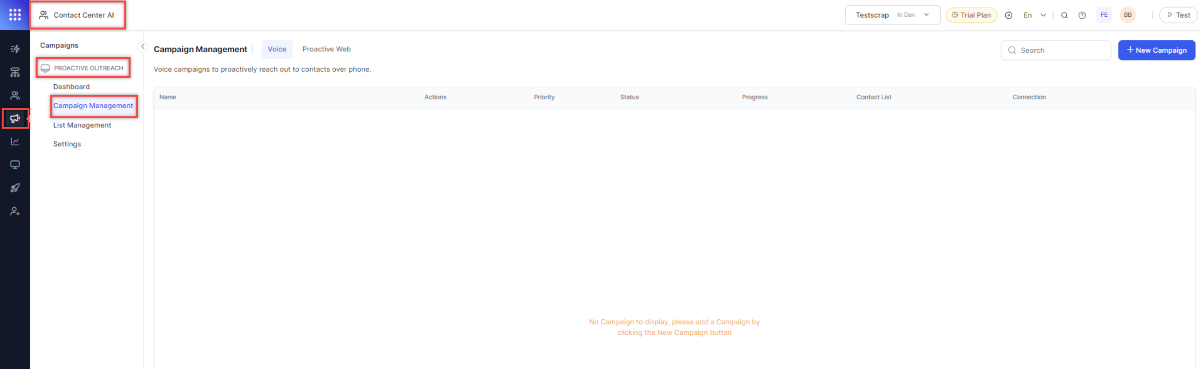 Contact Center AI
Testscrap In Dev
Trial Plan
En
FE
BB
Test
Campaigns
PROACTIVE OUTREACH
Dashboard
Campaign Management
List Management
Settings
Campaign Management Voice Proactive Web
Search
New Campaign
Voice campaigns to proactively reach out to contacts over phone.
Name Actions Priority Status Progress Contact List Connection
No Campaign to display, please add a Campaign by
clicking the New Campaign button